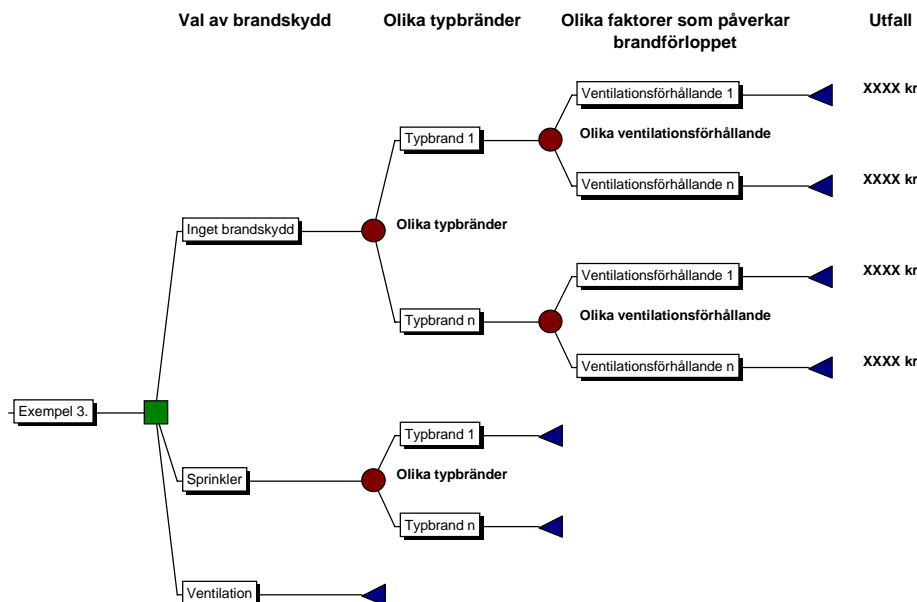 Val av brandskydd
Olika typbränder
Olika faktorer som påverkar
brandförloppet
Utfall
Ventilationsförhållande 1
XXXX kr
Typbrand 1
Olika ventilationsförhållande
Ventilationsförhållande n
XXXX kr
Inget brandskydd
Olika typbränder
Ventilationsförhållande 1
XXXX kr
Typbrand n
Olika ventilationsförhållande
Ventilationsförhållande n
XXXX kr
Exempel 3.
Typbrand 1
Sprinkler
Olika typbränder
Typbrand n
Ventilation